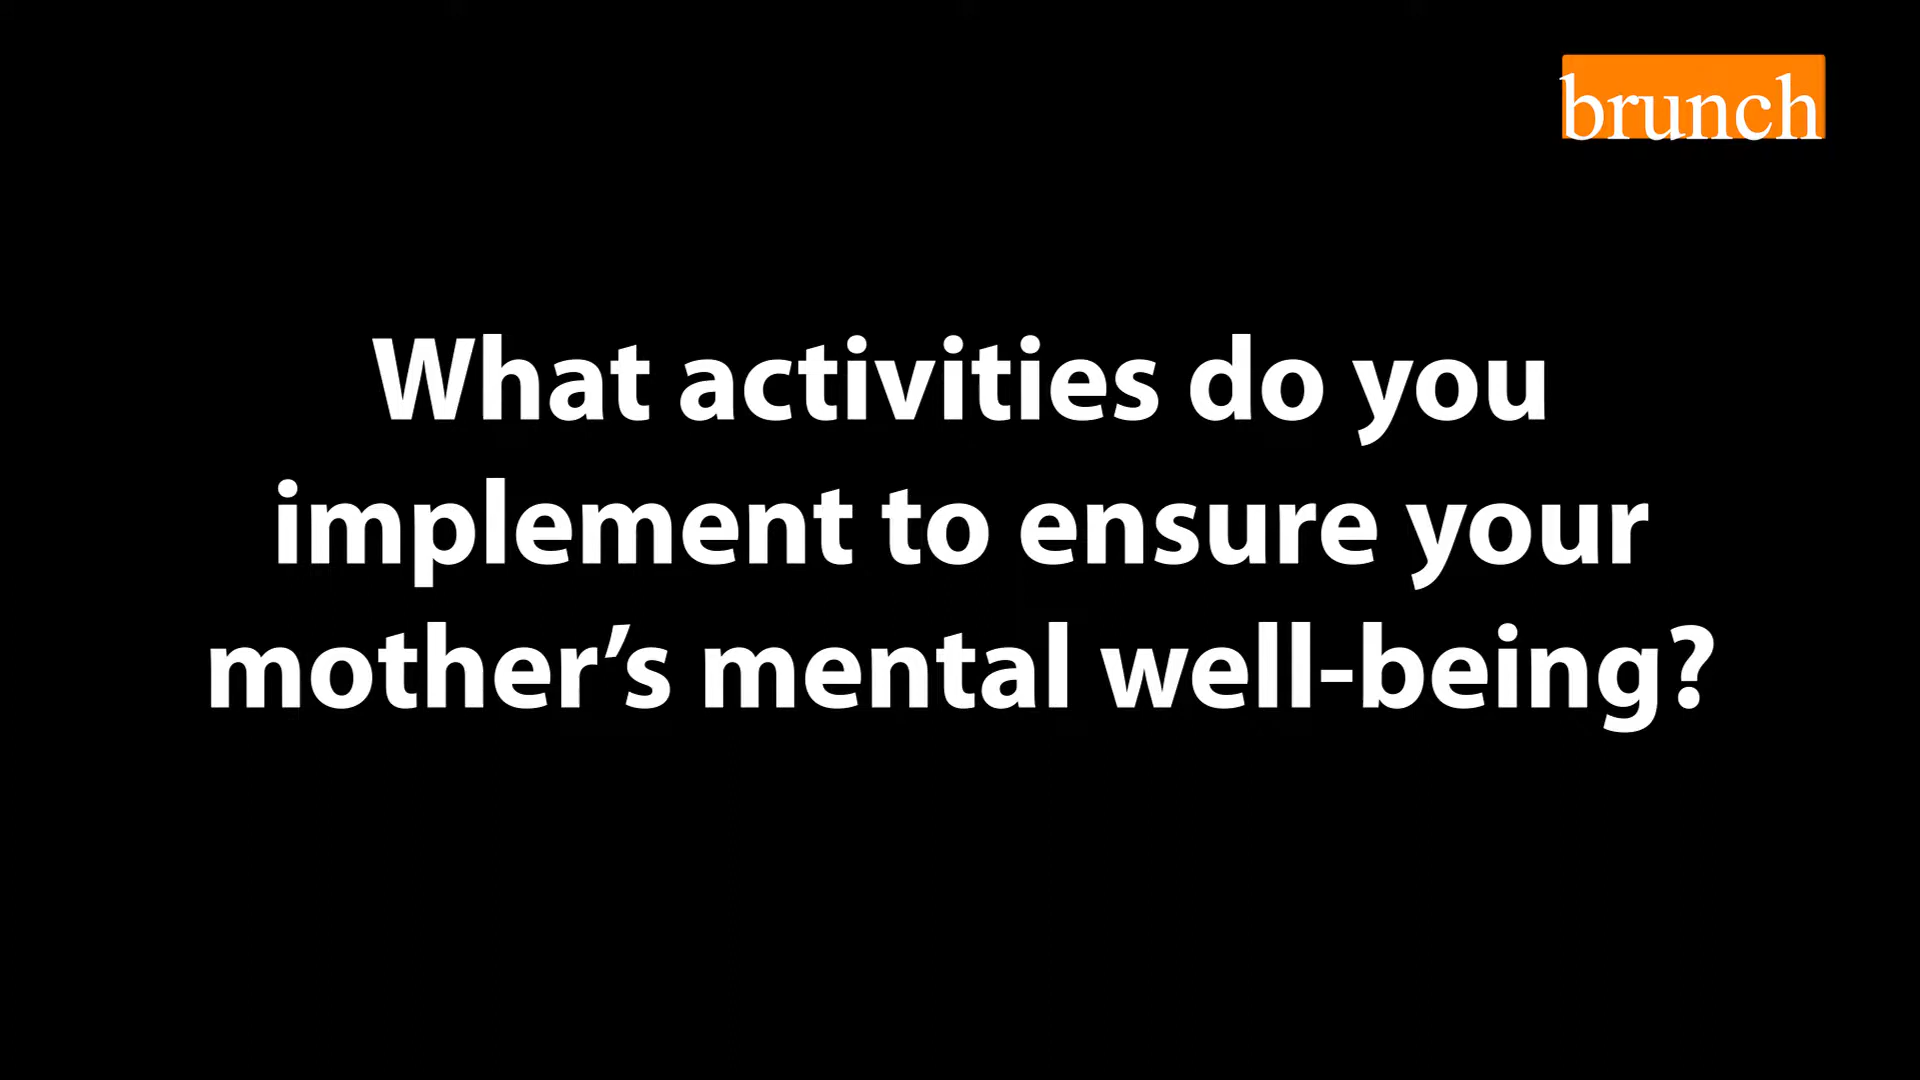 brunch
What activities do you
implement to ensure your
mother’s mental well-being?